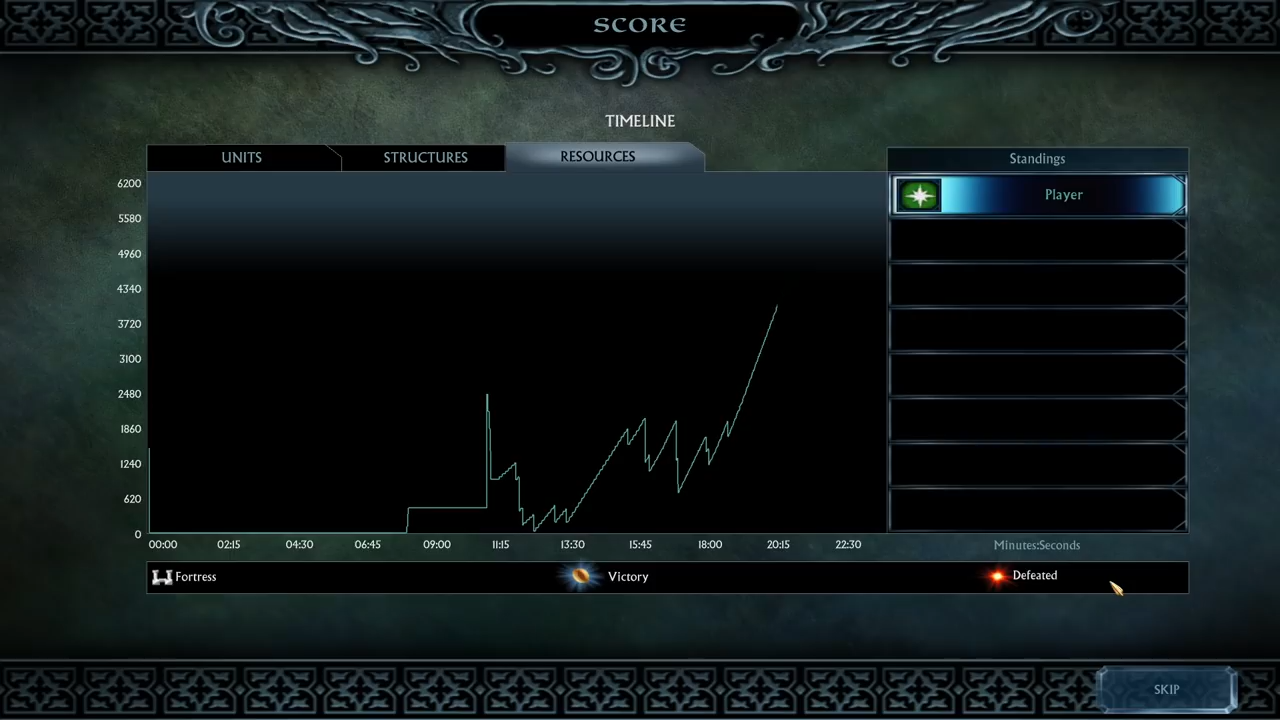 SCORE
TIMELINE
UNITS
STRUCTURES
RESOURCES
Standings
Player
6200
5580
4960
4340
3720
3100
2480
1860
1240
620
0
00:00 02:15 04:30 06:45 09:00 11:15 13:30 15:45 18:00 20:15 22:30
Minutes:Seconds
Fortress
Victory
Defeated
SKIP